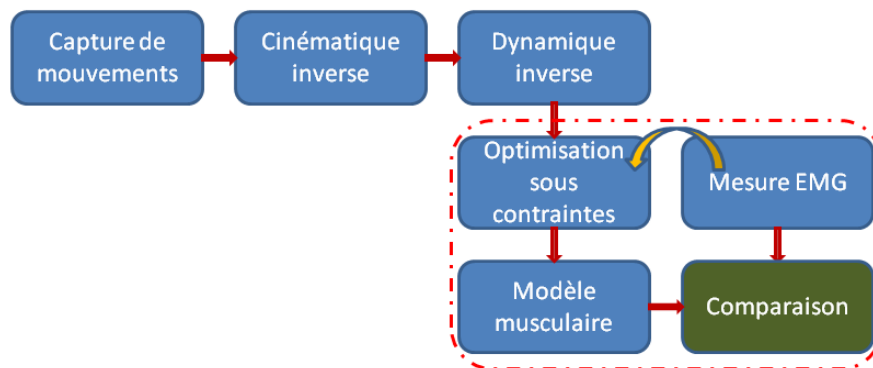 Capture de
mouvements
Cinématique
inverse
Dynamique
inverse
Optimisation
sous
contraintes
Mesure EMG
Modèle
musculaire
Comparaison